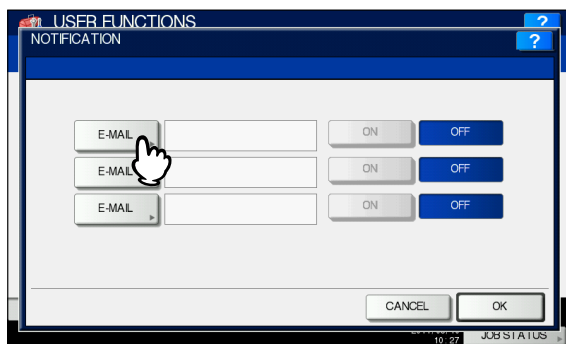 USER FUNCTIONS ?
NOTIFICATION ?
E-MAIL ON OFF
E-MAIL ON OFF
E-MAIL ON OFF
CANCEL OK
10:27 JOB STATUS